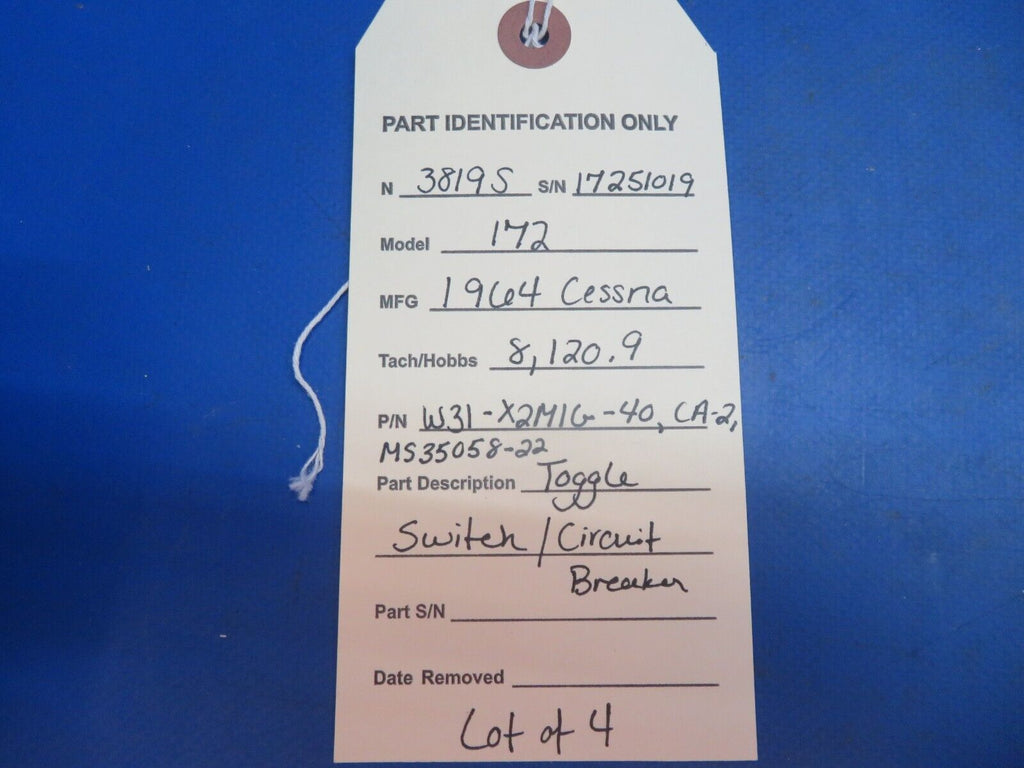 PART IDENTIFICATION ONLY
N 3819S S/N 17251019
Model 172
MFG 1964 Cessna
Tach/Hobbs 8,120.9
P/N W31-X2M1G-40, CA-2,
MS35058-22
Part Description Toggle
Switch/Circuit
Breaker
Part S/N
Date Removed
Lot of 4